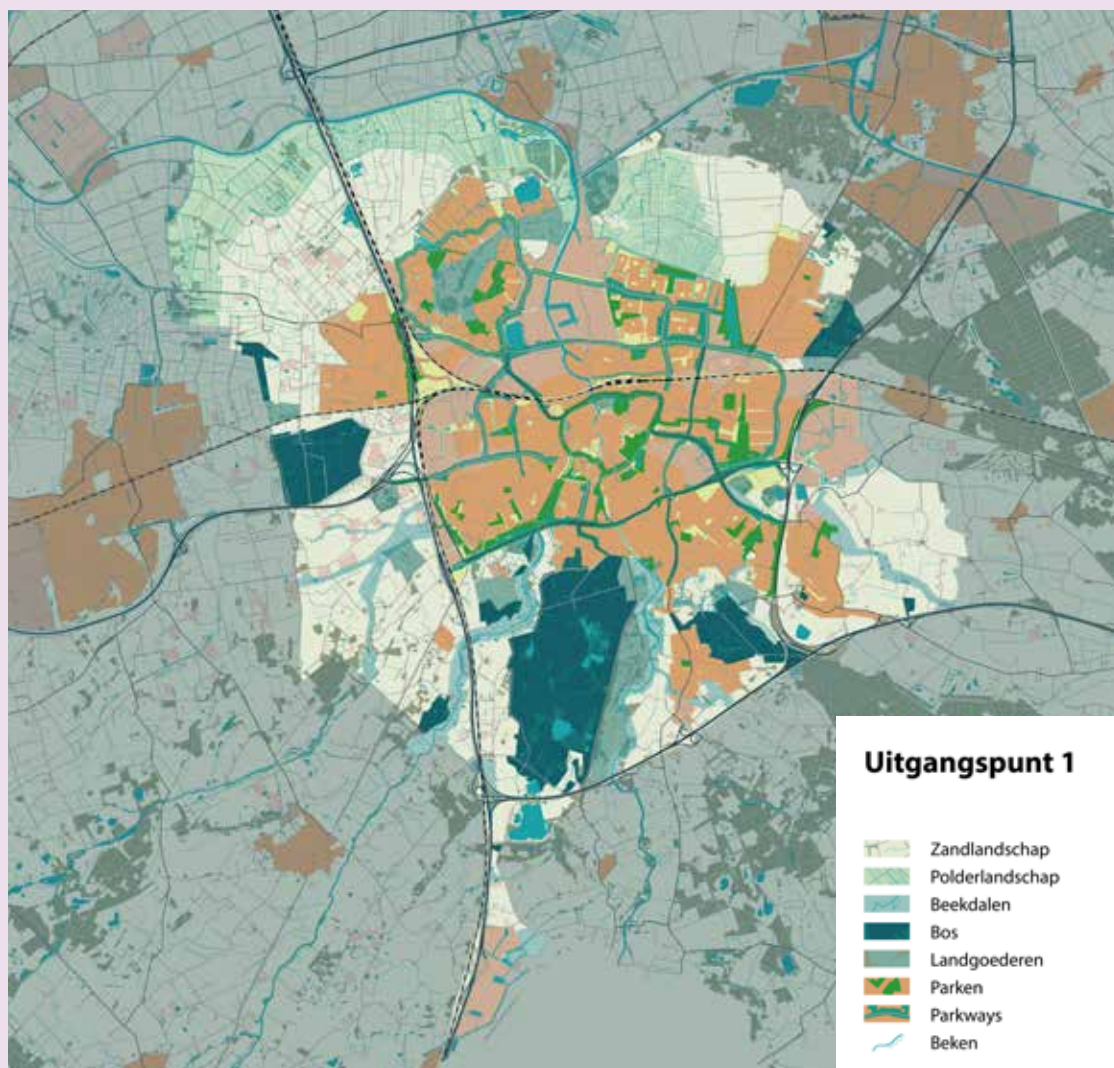 Uitgangspunt 1
Zandlandschap
Polderlandschap
Beekdalen
Bos
Landgoederen
Parken
Parkways
Beken